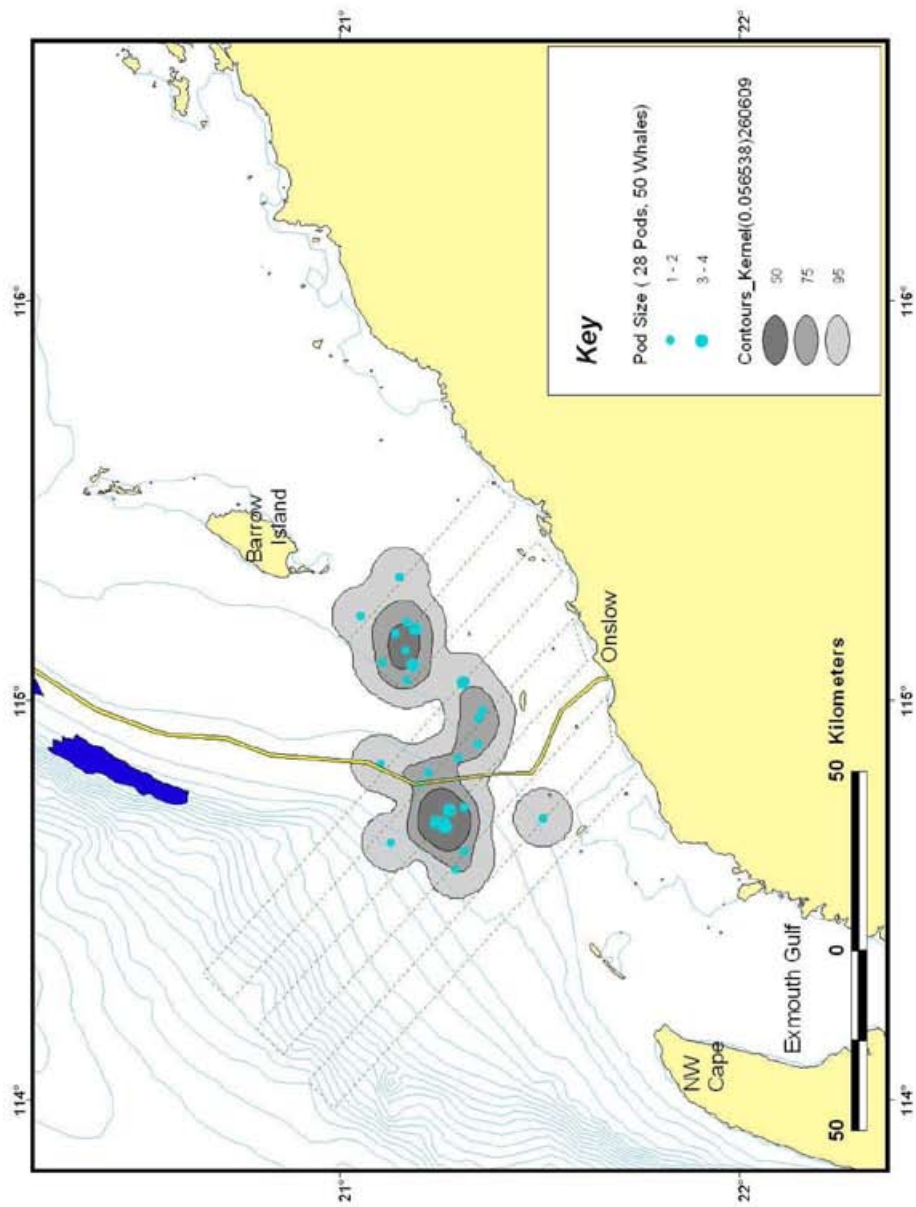 114°
115°
116°
21°
21°
22°
22°
Barrow
Island
Onslow
NW
Cape
Exmouth Gulf
50 0 50 Kilometers
Key
Pod Size ( 28 Pods, 50 Whales)
1 - 2
3 - 4
Contours_Kernel(0.056538)260609
50
75
95
114°
115°
116°